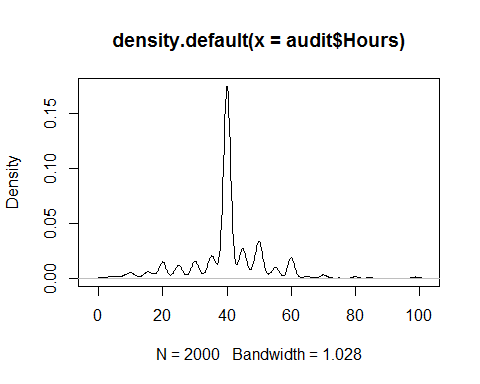 density.default(x = audit$Hours)
Density
0.15
0.10
0.05
0.00
0 20 40 60 80 100
N = 2000 Bandwidth = 1.028